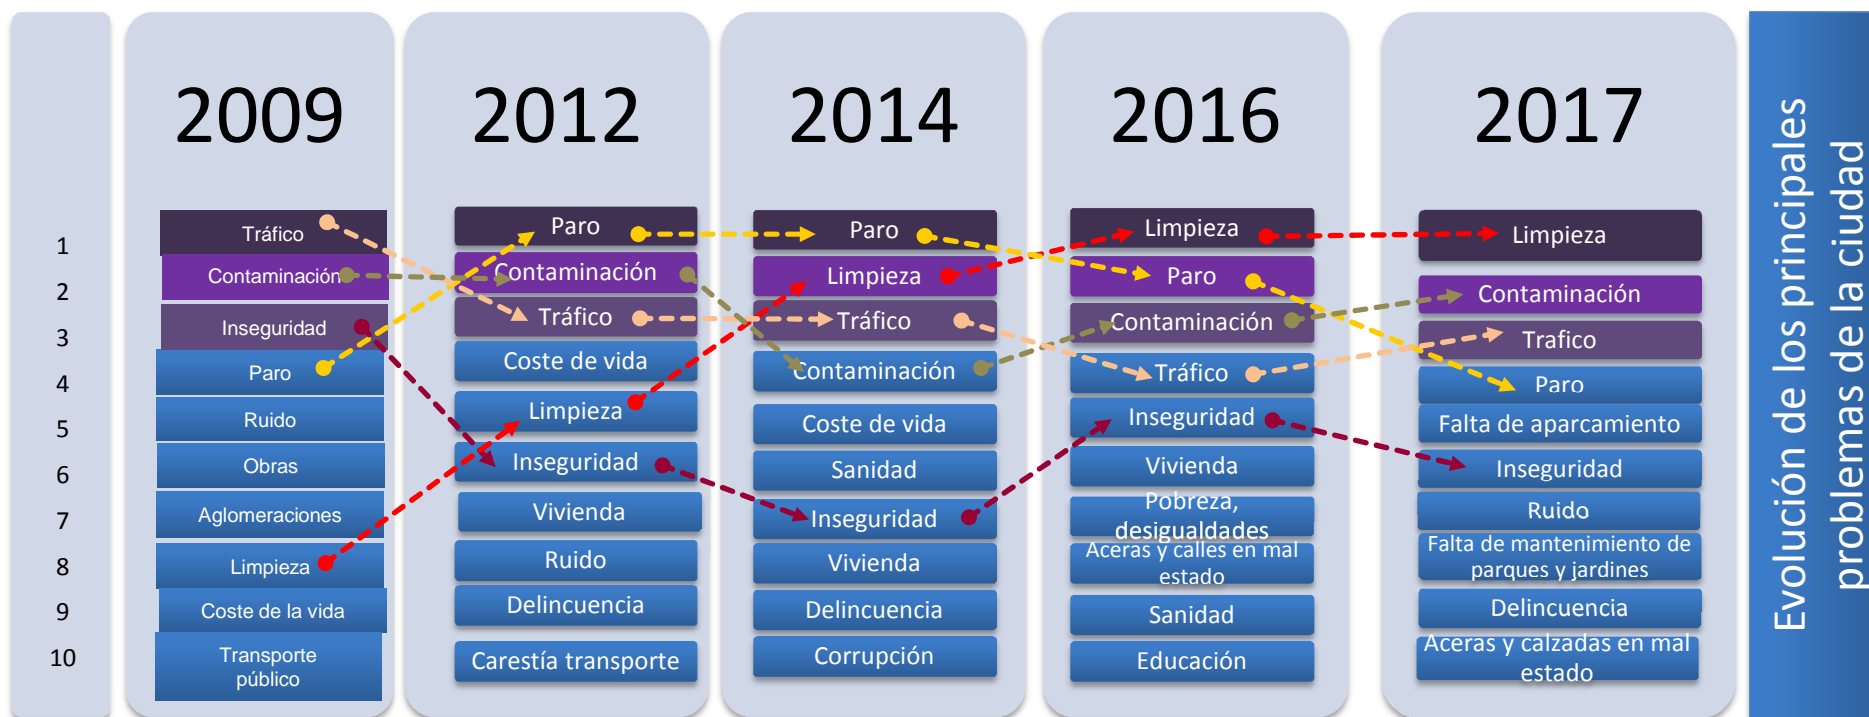 1
2
3
4
5
6
7
8
9
10
2009
Tráfico
Contaminación
Inseguridad
Paro
Ruido
Obras
Aglomeraciones
Limpieza
Coste de la vida
Transporte
público
2012
Paro
Contaminación
Tráfico
Coste de vida
Limpieza
Inseguridad
Vivienda
Ruido
Delincuencia
Carestía transporte
2014
Paro
Limpieza
Tráfico
Contaminación
Coste de vida
Sanidad
Inseguridad
Vivienda
Delincuencia
Corrupción
2016
Limpieza
Paro
Contaminación
Tráfico
Inseguridad
Vivienda
Pobreza,
desigualdades
Aceras y calles en mal
estado
Sanidad
Educación
2017
Limpieza
Contaminación
Trafico
Paro
Falta de aparcamiento
Inseguridad
Ruido
Falta de mantenimiento de
parques y jardines
Delincuencia
Aceras y calzadas en mal
estado
Evolución de los principales
problemas de la ciudad